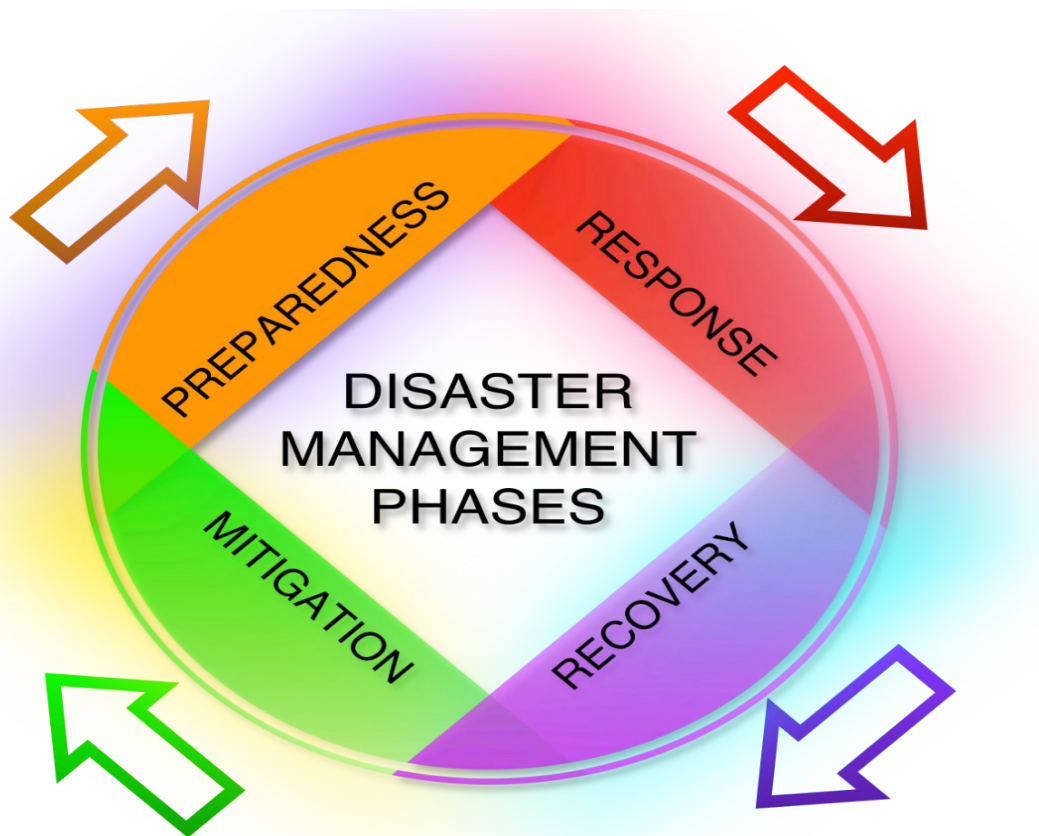 PREPAREDNESS
RESPONSE
DISASTER
MANAGEMENT
PHASES
MITIGATION
RECOVERY